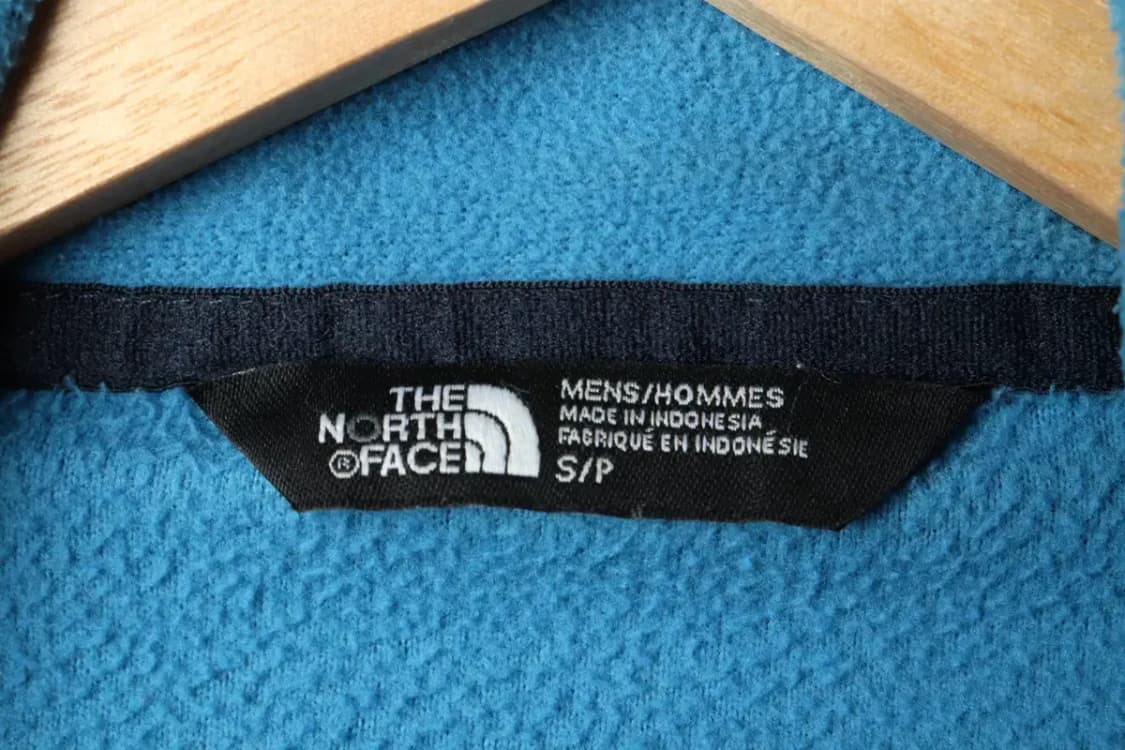 THE
NORTH
®FACE
MENS/HOMMES
MADE IN INDONESIA
FABRIQUÉ EN INDONÉSIE
S/P